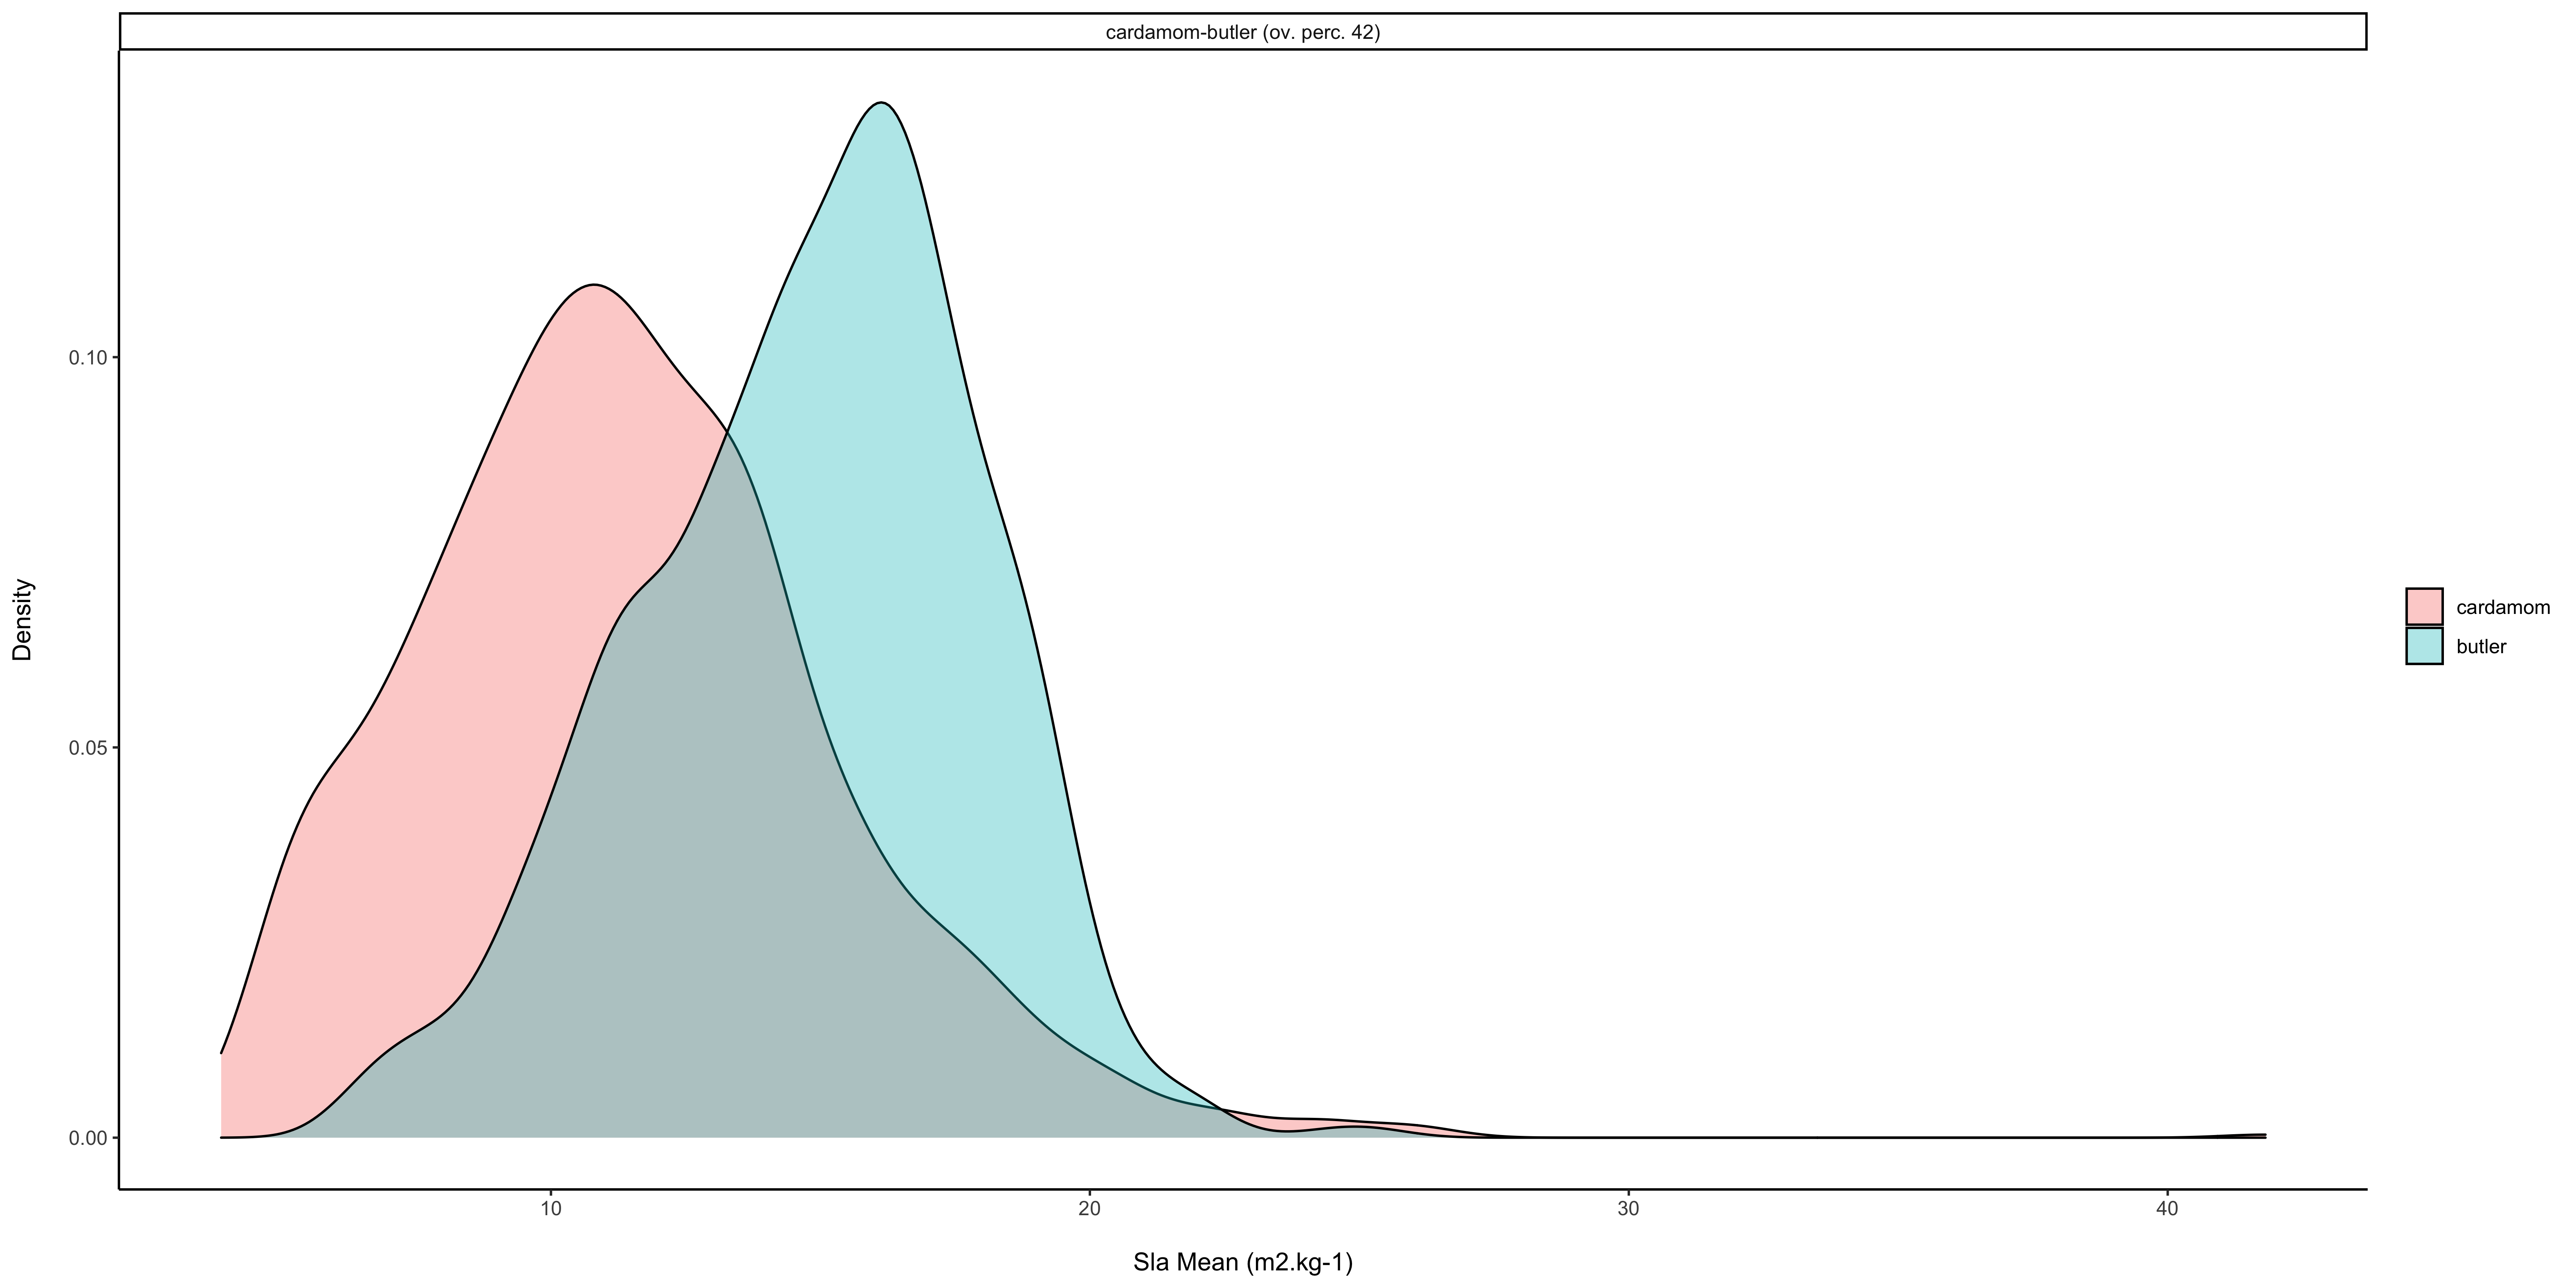 cardamom-butler (ov. perc. 42)
Density
0.10
0.05
0.00
10 20 30 40
Sla Mean (m2.kg-1)
cardamom
butler